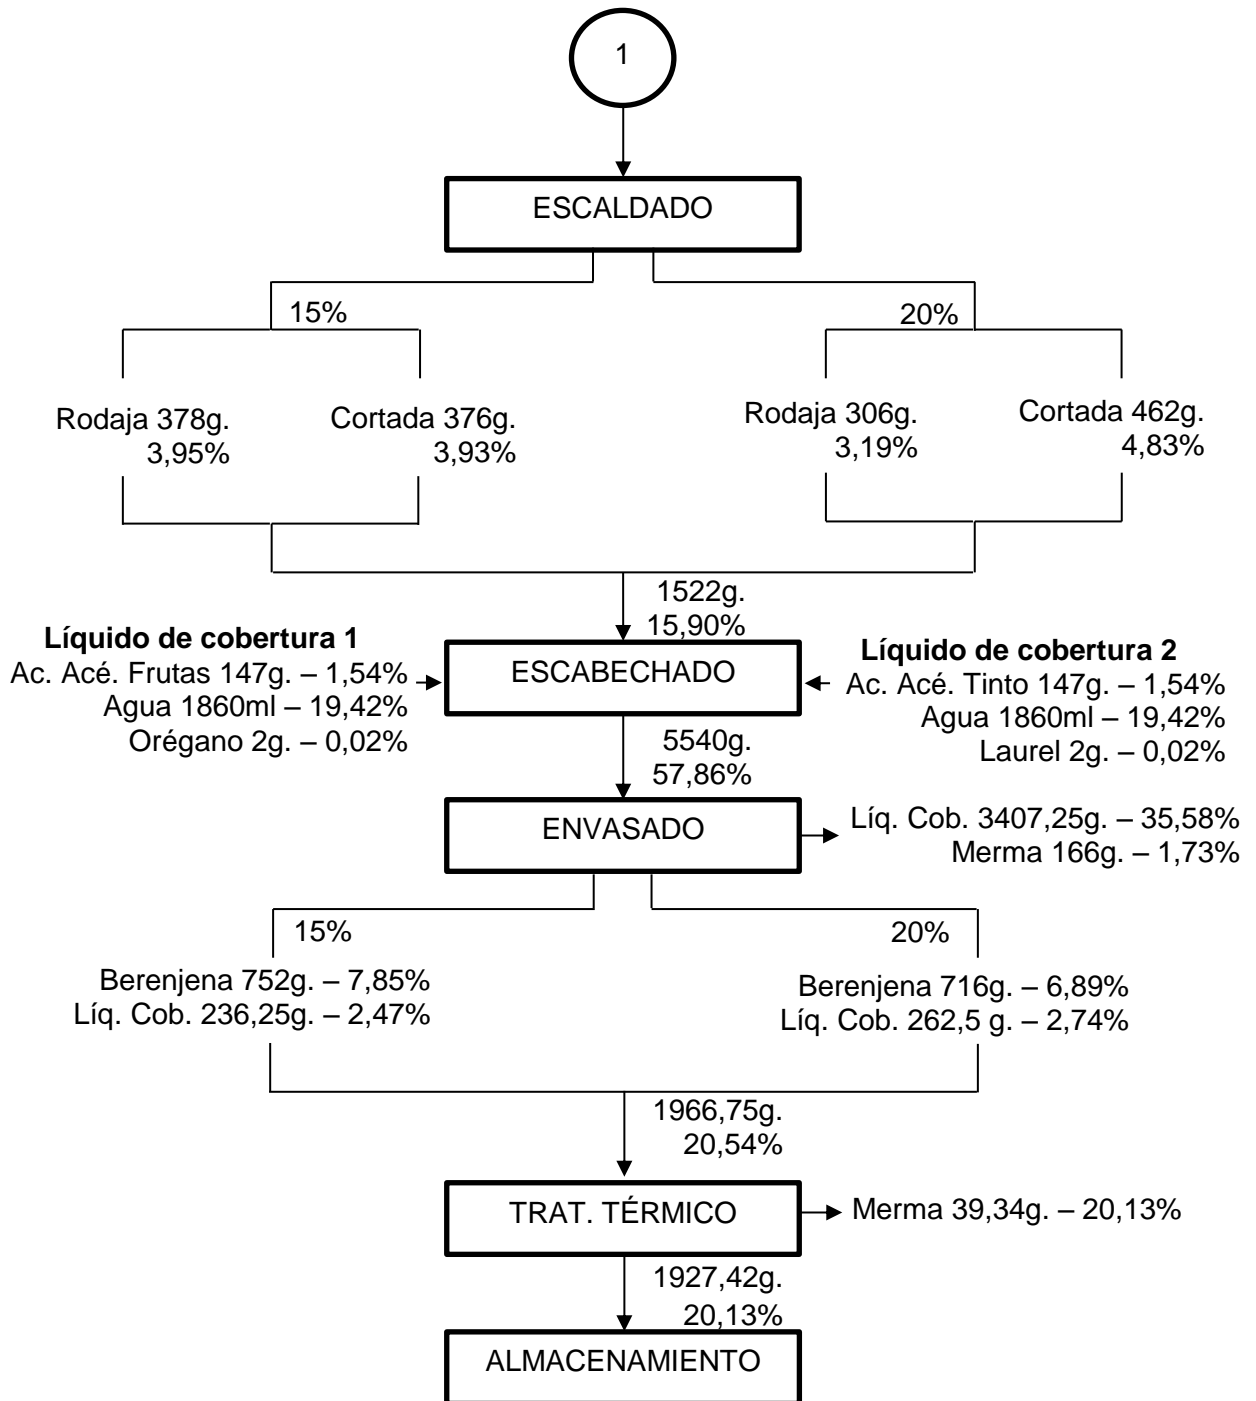 1
ESCALDADO
15%
20%
Rodaja 378g.
3,95%
Cortada 376g.
3,93%
Rodaja 306g.
3,19%
Cortada 462g.
4,83%
1522g.
15,90%
Líquido de cobertura 1
Ac. Acé. Frutas 147g. – 1,54%
Agua 1860ml – 19,42%
Orégano 2g. – 0,02%
ESCABECHADO
Líquido de cobertura 2
Ac. Acé. Tinto 147g. – 1,54%
Agua 1860ml – 19,42%
Laurel 2g. – 0,02%
5540g.
57,86%
ENVASADO
Líq. Cob. 3407,25g. – 35,58%
Merma 166g. – 1,73%
15%
20%
Berenjena 752g. – 7,85%
Líq. Cob. 236,25g. – 2,47%
Berenjena 716g. – 6,89%
Líq. Cob. 262,5 g. – 2,74%
1966,75g.
20,54%
TRAT. TÉRMICO
Merma 39,34g. – 20,13%
1927,42g.
20,13%
ALMACENAMIENTO